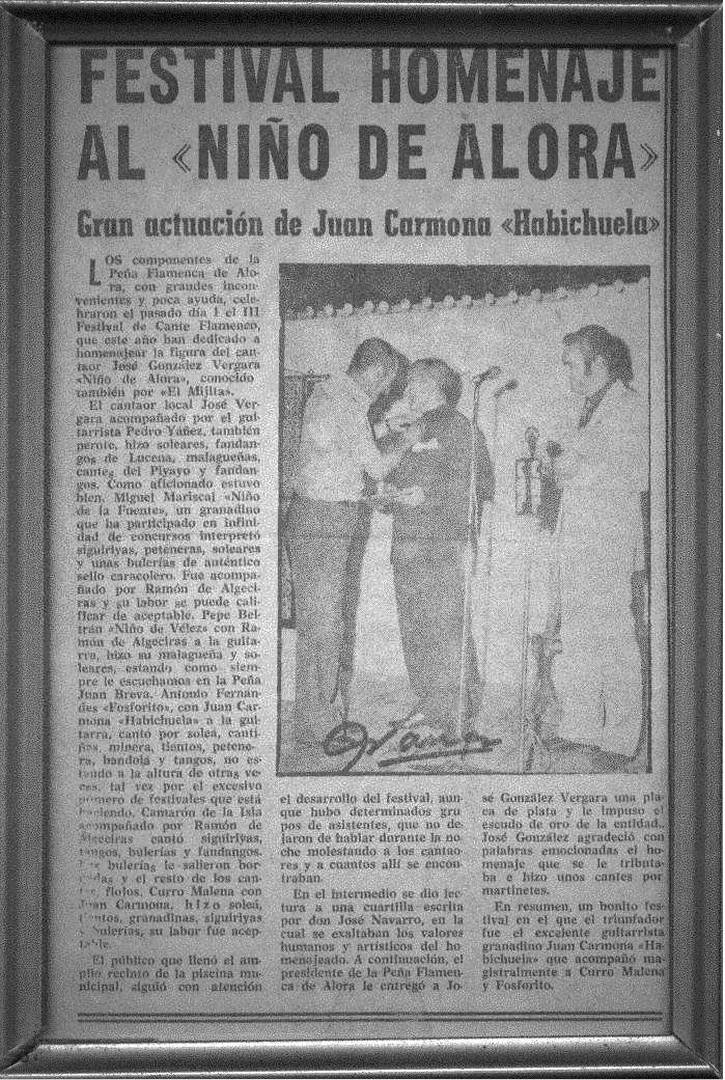 FESTIVAL HOMENAJE
AL «NIÑO DE ALORA»
Gran actuación de Juan Carmona «Habichuela»
LOS componentes de la
Peña Flamenca de Alo-
ra, con grandes incon-
venientes y poca ayuda, cele-
braron el pasado día 1 el III
Festival de Cante Flamenco,
que este año han dedicado a
homenajear la figura del can-
taor José González Vergara
«Niño de Alora», conocido
también por «El Mijita».
El cantaor local José Ver-
gara acompañado por el gui-
tarrista Pedro Yáñez, también
perote, hizo soleares, fandan-
gos de Lucena, malagueñas,
cantes del Piyayo y fandan-
gos. Como aficionado estuvo
bien. Miguel Mariscal «Niño
de la Fuente», un granadino
que ha participado en infini-
dad de concursos interpretó
siguiriyas, peteneras, soleares
y unas bulerías de auténtico
sello caracolero. Fue acompa-
ñado por Ramón de Algeci-
ras y su labor se puede cali-
ficar de aceptable. Pepe Bel-
trán «Niño de Vélez» con Ra-
món de Algeciras a la guita-
rra, hizo su malagueña y so-
leares, estando como siem-
pre le escuchamos en la Peña
Juan Breva. Antonio Fernán-
des «Fosforito», con Juan Car-
mona «Habichuela» a la gui-
tarra, cantó por soleá, canti-
ñas, minera, tientos, petene-
ra, bandola y tangos, no es-
tando a la altura de otras ve-
ces, tal vez por el excesivo
número de festivales que está
haciendo. Camarón de la Isla
acompañado por Ramón de
Algeciras cantó siguiriyas,
tangos, bulerías y fandangos.
bulerías le salieron bor-
dadas y el resto de los can-
flojos. Curro Malena con
Juan Carmona, hizo soleá,
tientos, granadinas, siguiriyas
y bulerías, su labor fue acep-
table.
El público que llenó el am-
plio recinto de la piscina mu-
nicipal, siguió con atención
el desarrollo del festival, aun-
que hubo determinados gru
pos de asistentes, que no de-
jaron de hablar durante la no-
che molestando a los cantao-
res y a cuantos allí se encon
traban.
En el intermedio se dio lec-
tura a una cuartilla escrita
por don José Navarro, en la
cual se exaltaban los valores
humanos y artísticos del ho-
menajeado. A continuación, el
presidente de la Peña Flamen-
ca de Alora le entregó a Jo-
sé González Vergara una pla-
ca de plata y le impuso el
escudo de oro de la entidad.
José González agradeció con
palabras emocionadas el ho-
menaje que se le tributa-
ba e hizo unos cantes por
martinetes.
En resumen, un bonito fes-
tival en el que el triunfador
fue el excelente guitarrista
granadino Juan Carmona «Ha-
bichuela» que acompañó ma-
gistralmente a Curro Malena
y Fosforito.